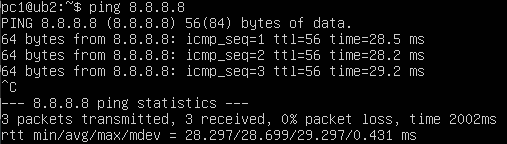 pc1@ub2:~$ ping 8.8.8.8
PING 8.8.8.8 (8.8.8.8) 56(84) bytes of data.
64 bytes from 8.8.8.8: icmp_seq=1 ttl=56 time=28.5 ms
64 bytes from 8.8.8.8: icmp_seq=2 ttl=56 time=28.2 ms
64 bytes from 8.8.8.8: icmp_seq=3 ttl=56 time=29.2 ms
^C
--- 8.8.8.8 ping statistics ---
3 packets transmitted, 3 received, 0% packet loss, time 2002ms
rtt min/avg/max/mdev = 28.297/28.699/29.297/0.431 ms